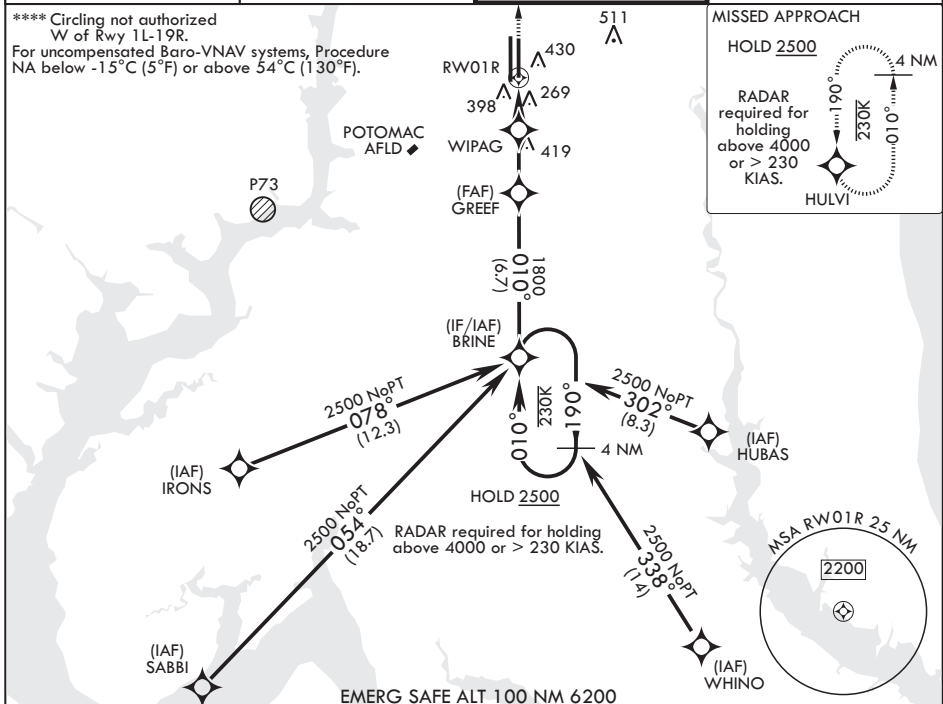 **** Circling not authorized
W of Rwy 1L-19R.
For uncompensated Baro-VNAV systems, Procedure
NA below -15°C (5°F) or above 54°C (130°F).
511
430
RW01R
398
269
POTOMAC
AFLD
WIPAG
419
P73
(FAF)
GREEF
1800
010°
(6.7)
(IF/IAF)
BRINE
MISSED APPROACH
HOLD 2500
4 NM
RADAR
required for
holding
above 4000
or > 230
KIAS.
190°
230K
010°
HULVI
2500 NoPT
078°
(12.3)
(IAF)
IRONS
010°
230K
190°
4 NM
HOLD 2500
2500 NoPT
302°
(8.3)
(IAF)
HUBAS
2500 NoPT
054°
(18.7)
RADAR required for holding
above 4000 or > 230 KIAS.
2500 NoPT
338°
(14)
MSA RW01R 25 NM
2200
(IAF)
SABBI
(IAF)
WHINO
EMERG SAFE ALT 100 NM 6200